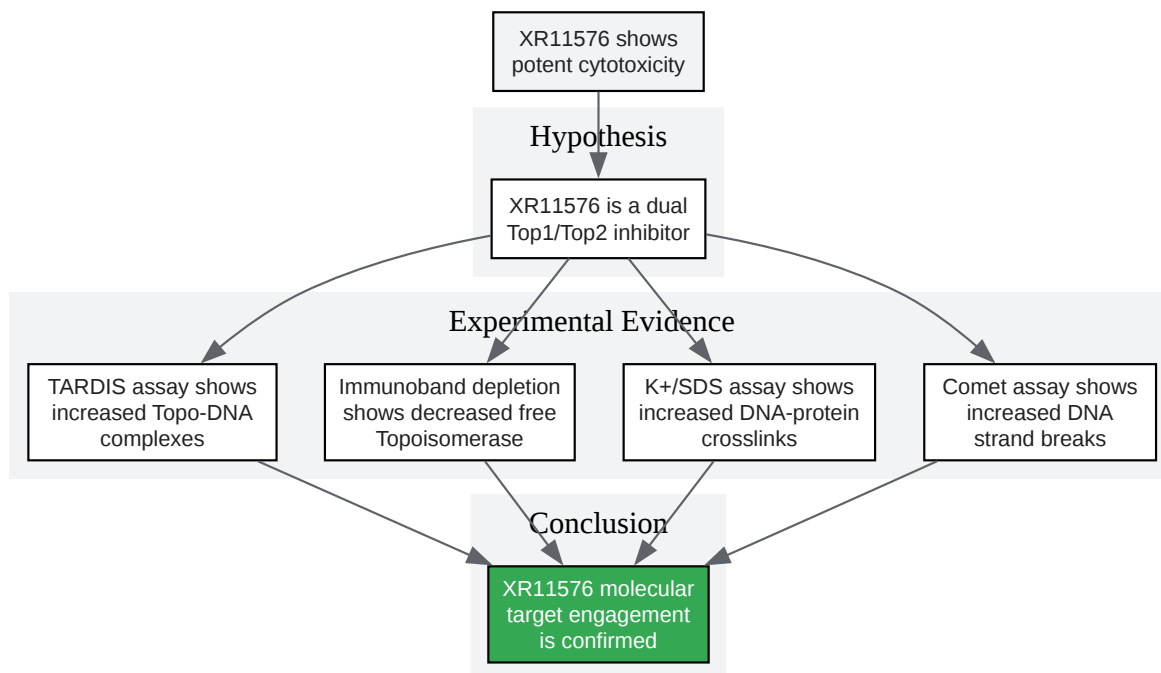 XR11576 shows
potent cytotoxicity
Hypothesis
XR11576 is a dual
Top1/Top2 inhibitor
Experimental Evidence
TARDIS assay shows
increased Topo-DNA
complexes
Immunoband depletion
shows decreased free
Topoisomerase
K+/SDS assay shows
increased DNA-protein
crosslinks
Comet assay shows
increased DNA
strand breaks
Conclusion
XR11576 molecular
target engagement
is confirmed